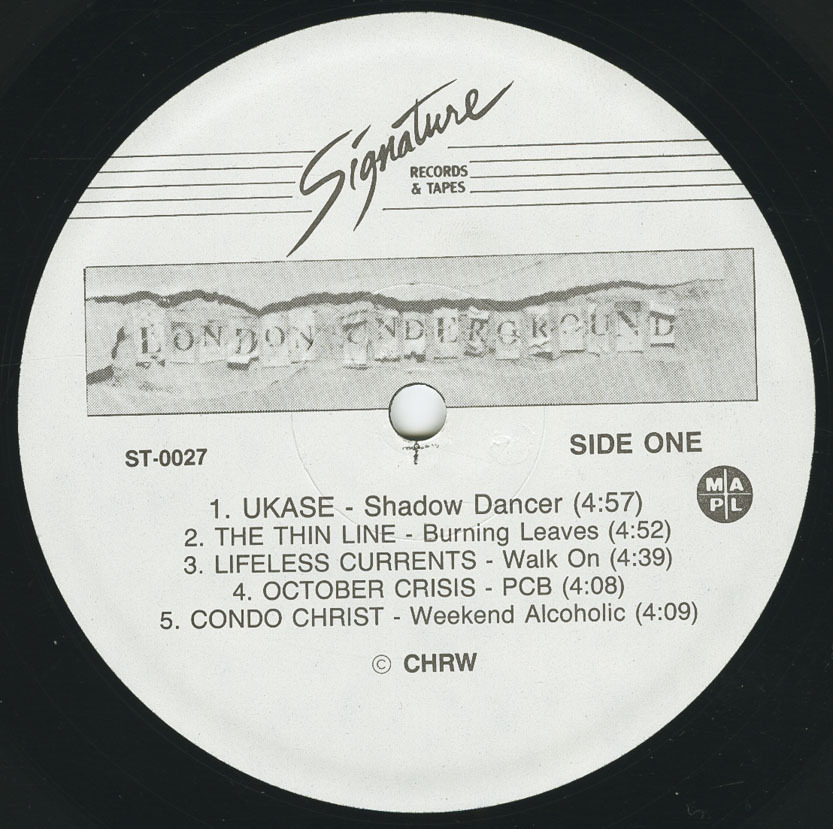 Signature
RECORDS
& TAPES
LONDON UNDERGROUND
ST-0027
SIDE ONE
MA
PL
1. UKASE - Shadow Dancer (4:57)
2. THE THIN LINE - Burning Leaves (4:52)
3. LIFELESS CURRENTS - Walk On (4:39)
4. OCTOBER CRISIS - PCB (4:08)
5. CONDO CHRIST - Weekend Alcoholic (4:09)
© CHRW